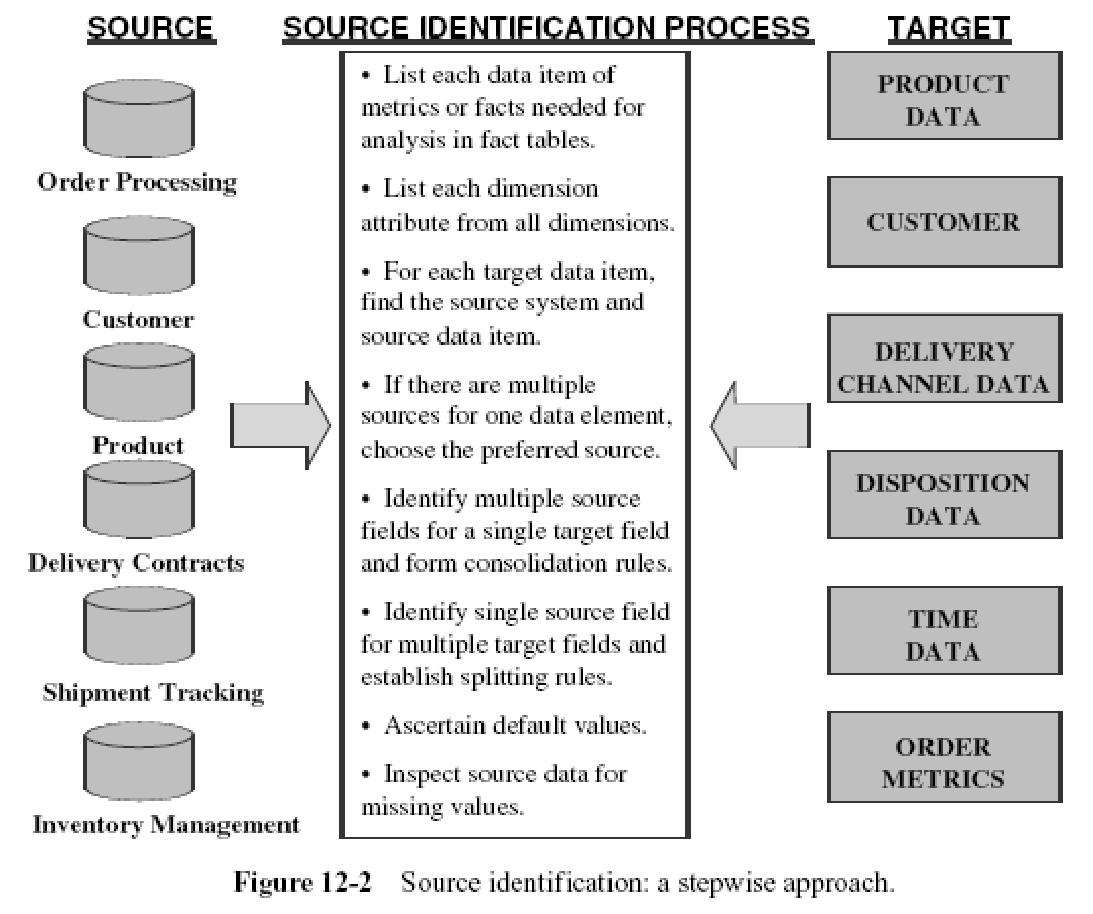 SOURCE
SOURCE IDENTIFICATION PROCESS
TARGET
Order Processing
Customer
Product
Delivery Contracts
Shipment Tracking
Inventory Management
• List each data item of
metrics or facts needed for
analysis in fact tables.
• List each dimension
attribute from all dimensions.
• For each target data item,
find the source system and
source data item.
• If there are multiple
sources for one data element,
choose the preferred source.
• Identify multiple source
fields for a single target field
and form consolidation rules.
• Identify single source field
for multiple target fields and
establish splitting rules.
• Ascertain default values.
• Inspect source data for
missing values.
PRODUCT
DATA
CUSTOMER
DELIVERY
CHANNEL DATA
DISPOSITION
DATA
TIME
DATA
ORDER
METRICS
Figure 12-2 Source identification: a stepwise approach.